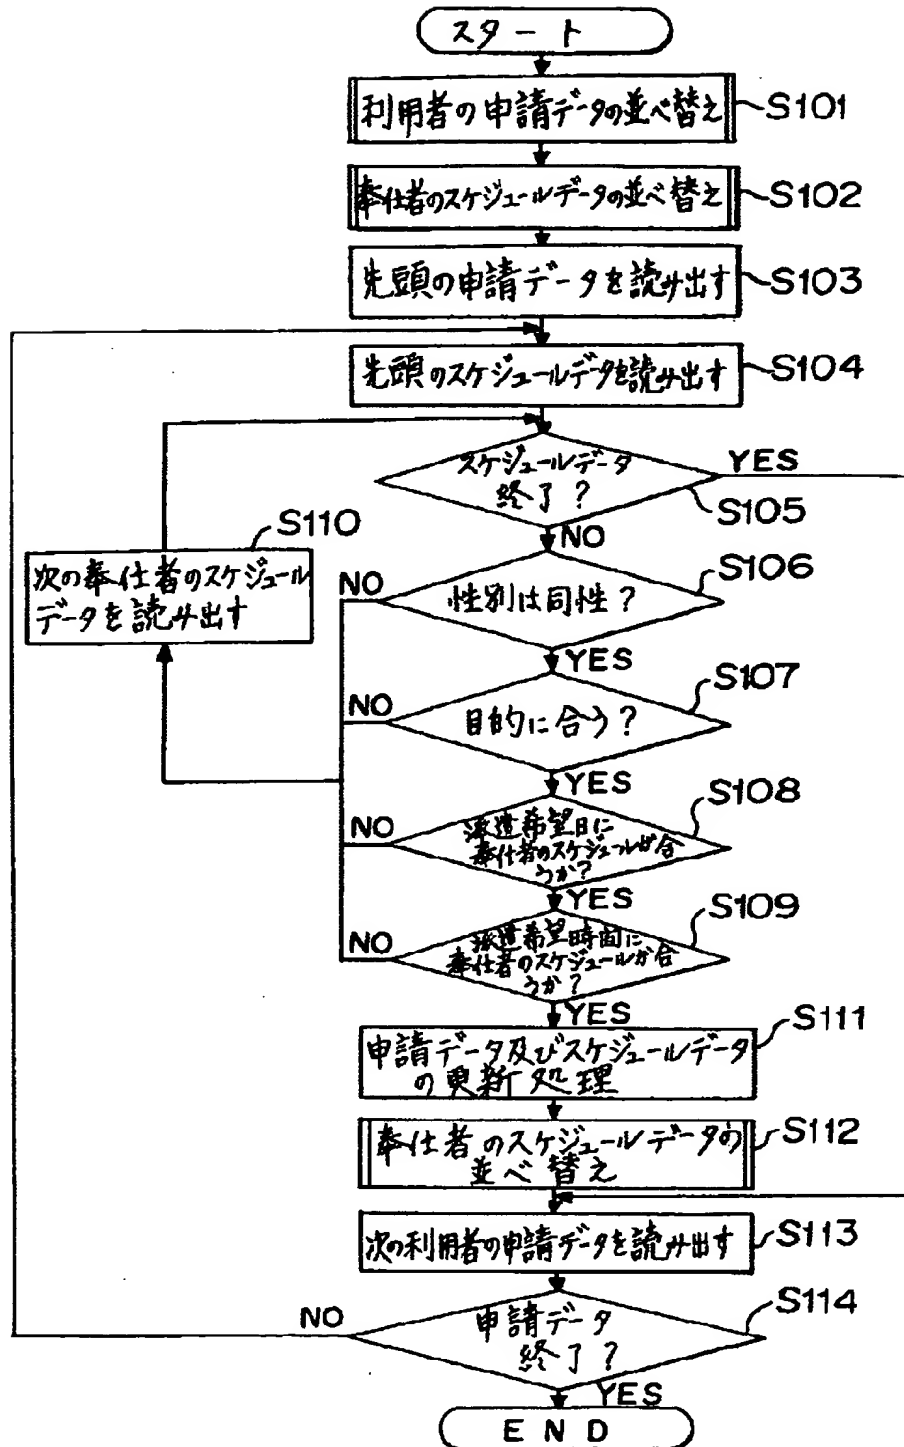 スタート
利用者の申請データの並べ替え
S101
奉仕者のスケジュールデータの並べ替え
S102
先頭の申請データを読み出す
S103
先頭のスケジュールデータを読み出す
S104
スケジュールデータ
終了?
YES
S105
NO
S110
次の奉仕者のスケジュール
データを読み出す
性別は同性?
S106
NO
YES
目的に合う?
S107
NO
YES
派遣希望日に
奉仕者のスケジュールが合
うか?
S108
NO
YES
派遣希望時間に
奉仕者のスケジュールが合
うか?
S109
NO
YES
申請データ及びスケジュールデータ
の更新処理
S111
奉仕者のスケジュールデータの
並べ替え
S112
次の利用者の申請データを読み出す
S113
申請データ
終了?
S114
NO
YES
END